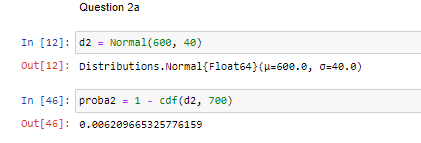 Question 2a
In [12]: d2 = Normal(600, 40)
Out[12]: Distributions.Normal{Float64}(μ=600.0, σ=40.0)
In [46]: proba2 = 1 - cdf(d2, 700)
Out[46]: 0.006209665325776159